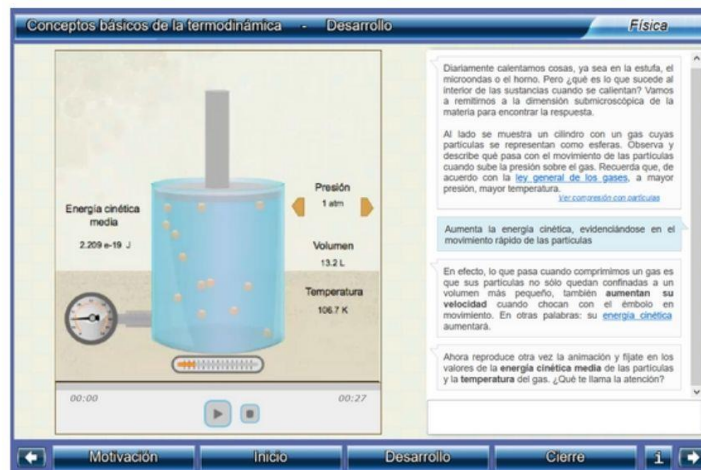 Conceptos básicos de la termodinámica - Desarrollo
Física
Energía cinética
media
2.209 e-19 J
Presión
1 atm
Volumen
13.2 L
Temperatura
106.7 K
00:00
00:27
Diariamente calentamos cosas, ya sea en la estufa, el
microondas o el horno. Pero ¿qué es lo que sucede al
interior de las sustancias cuando se calientan? Vamos
a remitirnos a la dimensión submicroscópica de la
materia para encontrar la respuesta.
Al lado se muestra un cilindro con un gas cuyas
partículas se representan como esferas. Observa y
describe qué pasa con el movimiento de las partículas
cuando sube la presión sobre el gas. Recuerda que, de
acuerdo con la ley general de los gases, a mayor
presión, mayor temperatura.
Ver compresión con partículas
Aumenta la energía cinética, evidenciándose en el
movimiento rápido de las partículas
En efecto, lo que pasa cuando comprimimos un gas es
que sus partículas no sólo quedan confinadas a un
volumen más pequeño, también aumentan su
velocidad cuando chocan con el émbolo en
movimiento. En otras palabras: su energía cinética
aumentará.
Ahora reproduce otra vez la animación y fíjate en los
valores de la energía cinética media de las partículas
y la temperatura del gas. ¿Qué te llama la atención?
Motivación
Inicio
Desarrollo
Cierre
i